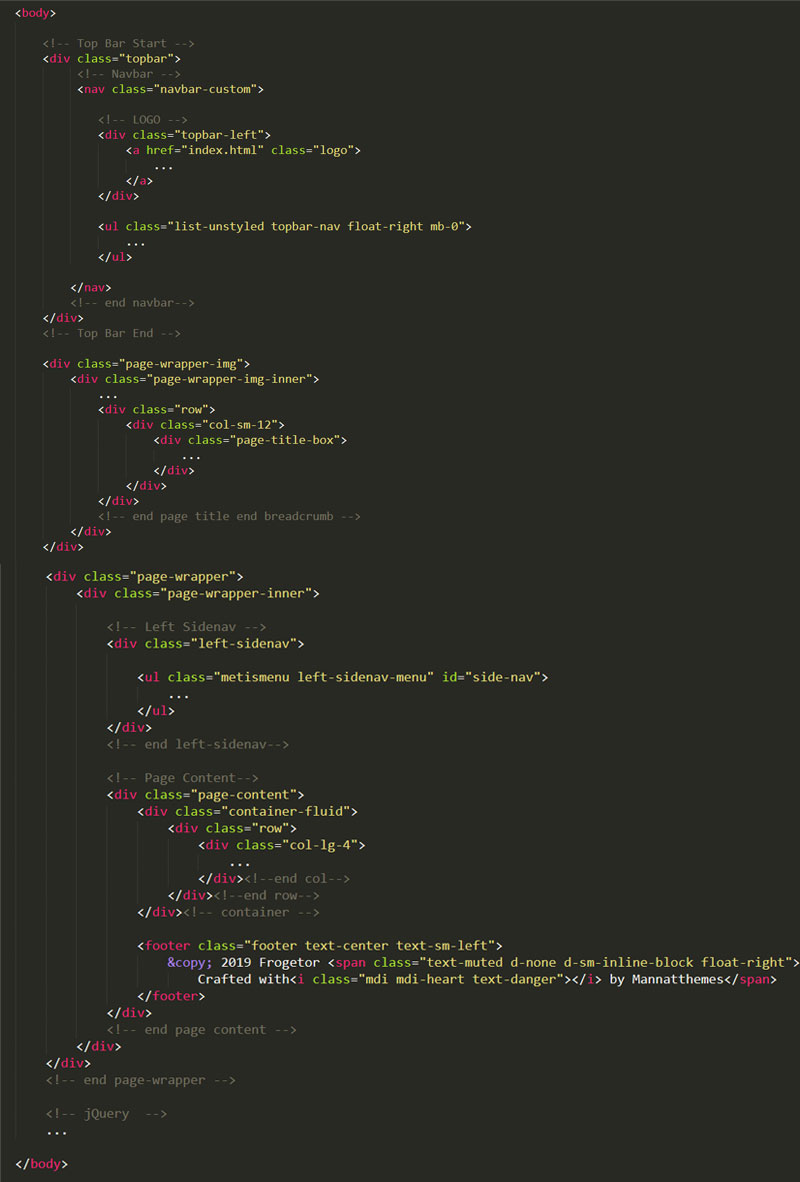 <body>
<!-- Top Bar Start -->
<div class="topbar">
<!-- Navbar -->
<nav class="navbar-custom">
<!-- LOGO -->
<div class="topbar-left">
<a href="index.html" class="logo">
...
</a>
</div>
<ul class="list-unstyled topbar-nav float-right mb-0">
...
</ul>
</nav>
<!-- end navbar-->
</div>
<!-- Top Bar End -->
<div class="page-wrapper-img">
<div class="page-wrapper-img-inner">
...
<div class="row">
<div class="col-sm-12">
<div class="page-title-box">
...
</div>
</div>
</div>
<!-- end page title end breadcrumb -->
</div>
</div>
<div class="page-wrapper">
<div class="page-wrapper-inner">
<!-- Left Sidenav -->
<div class="left-sidenav">
<ul class="metismenu left-sidenav-menu" id="side-nav">
...
</ul>
</div>
<!-- end left-sidenav-->
<!-- Page Content-->
<div class="page-content">
<div class="container-fluid">
<div class="row">
<div class="col-lg-4">
...
</div><!--end col-->
</div><!--end row-->
</div><!-- container -->
<footer class="footer text-center text-sm-left">
&copy; 2019 Frogetor <span class="text-muted d-none d-sm-inline-block float-right">
Crafted with<i class="mdi mdi-heart text-danger"></i> by Mannatthemes</span>
</footer>
</div>
<!-- end page content -->
</div>
</div>
<!-- end page-wrapper -->
<!-- jQuery  -->
...
</body>